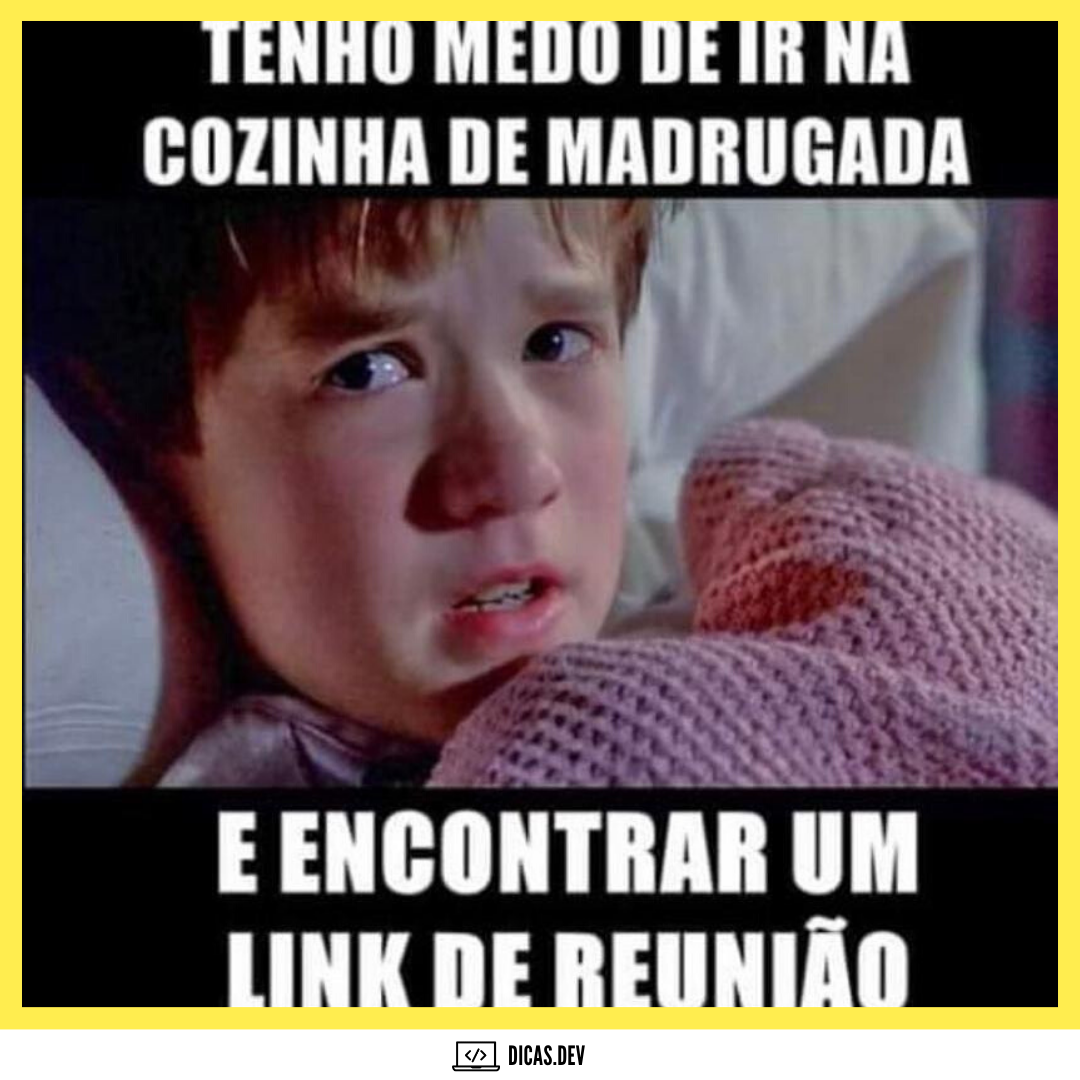 TENHO MEDO DE IR NA
COZINHA DE MADRUGADA
E ENCONTRAR UM
LINK DE REUNIÃO
</> DICAS.DEV